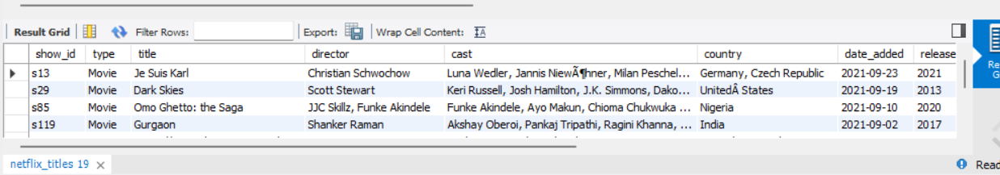 Result Grid Filter Rows: Export: Wrap Cell Content: IA
show_id type title director cast country date_added release
s13 Movie Je Suis Karl Christian Schwochow Luna Wedler, Jannis NiewÃ¶hner, Milan Peschel... Germany, Czech Republic 2021-09-23 2021
s29 Movie Dark Skies Scott Stewart Keri Russell, Josh Hamilton, J.K. Simmons, Dako... UnitedÂ States 2021-09-19 2013
s85 Movie Omo Ghetto: the Saga JJC Skillz, Funke Akindele Funke Akindele, Ayo Makun, Chioma Chukwuka ... Nigeria 2021-09-10 2020
s119 Movie Gurgaon Shanker Raman Akshay Oberoi, Pankaj Tripathi, Ragini Khanna, ... India 2021-09-02 2017
Re
G
netflix_titles 19 Read